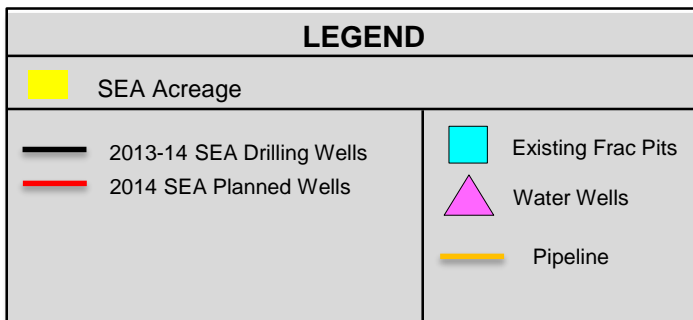 LEGEND
SEA Acreage
2013-14 SEA Drilling Wells
2014 SEA Planned Wells
Existing Frac Pits
Water Wells
Pipeline